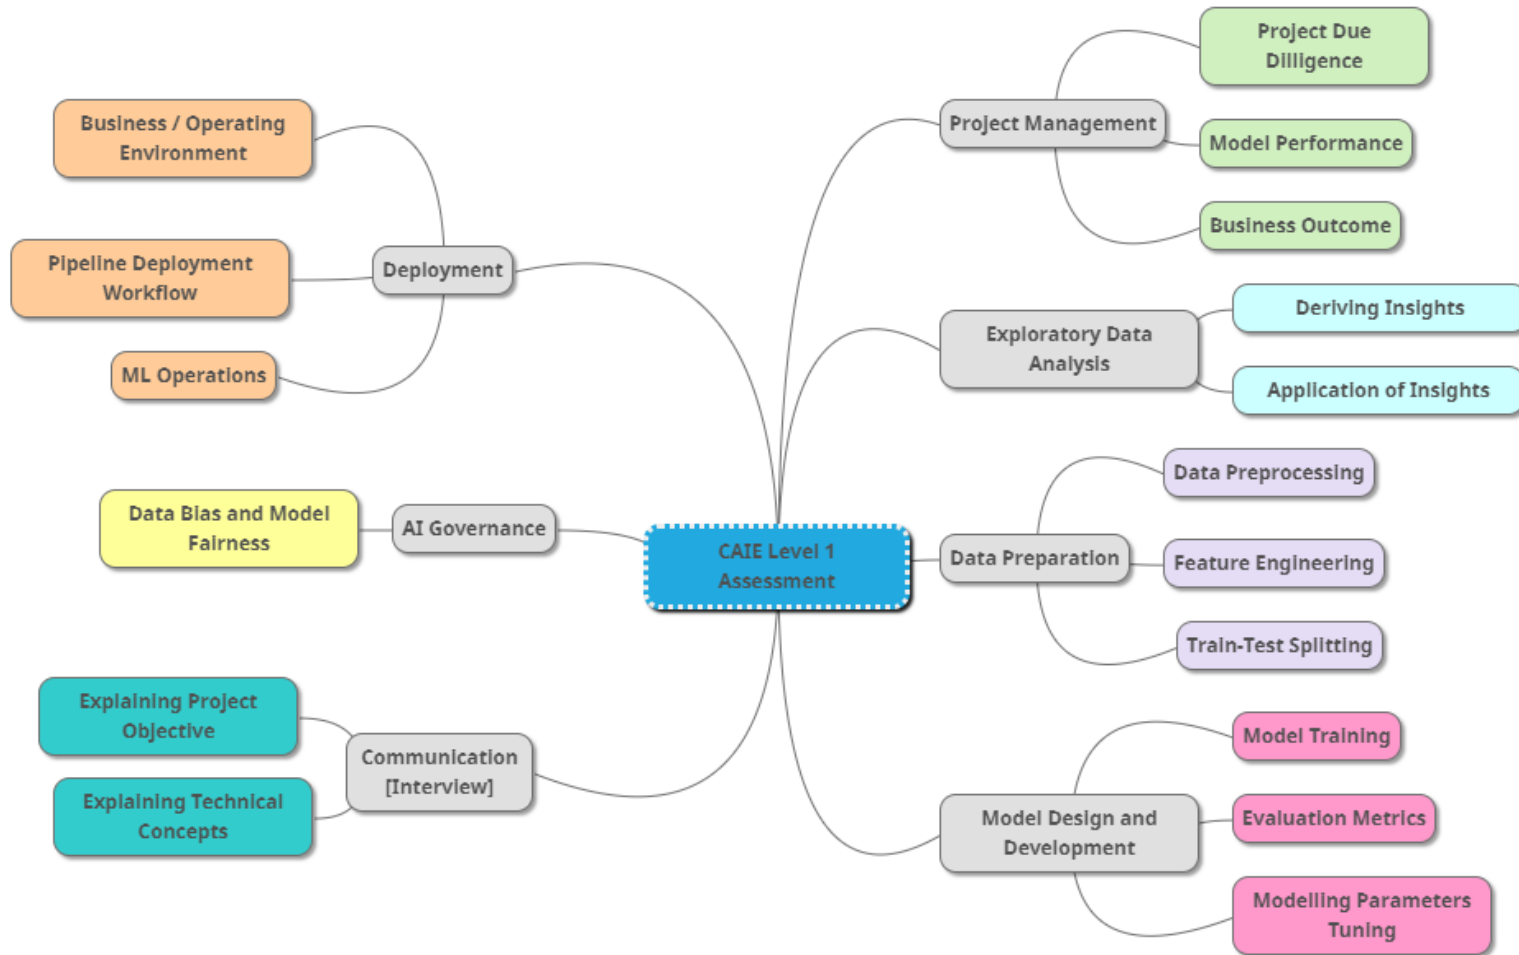 CAIE Level 1
Assessment
Project Management
Project Due
Dilligence
Model Performance
Business Outcome
Exploratory Data
Analysis
Deriving Insights
Application of Insights
Data Preparation
Data Preprocessing
Feature Engineering
Train-Test Splitting
Model Design and
Development
Model Training
Evaluation Metrics
Modelling Parameters
Tuning
Deployment
Business / Operating
Environment
Pipeline Deployment
Workflow
ML Operations
AI Governance
Data Bias and Model
Fairness
Communication
[Interview]
Explaining Project
Objective
Explaining Technical
Concepts